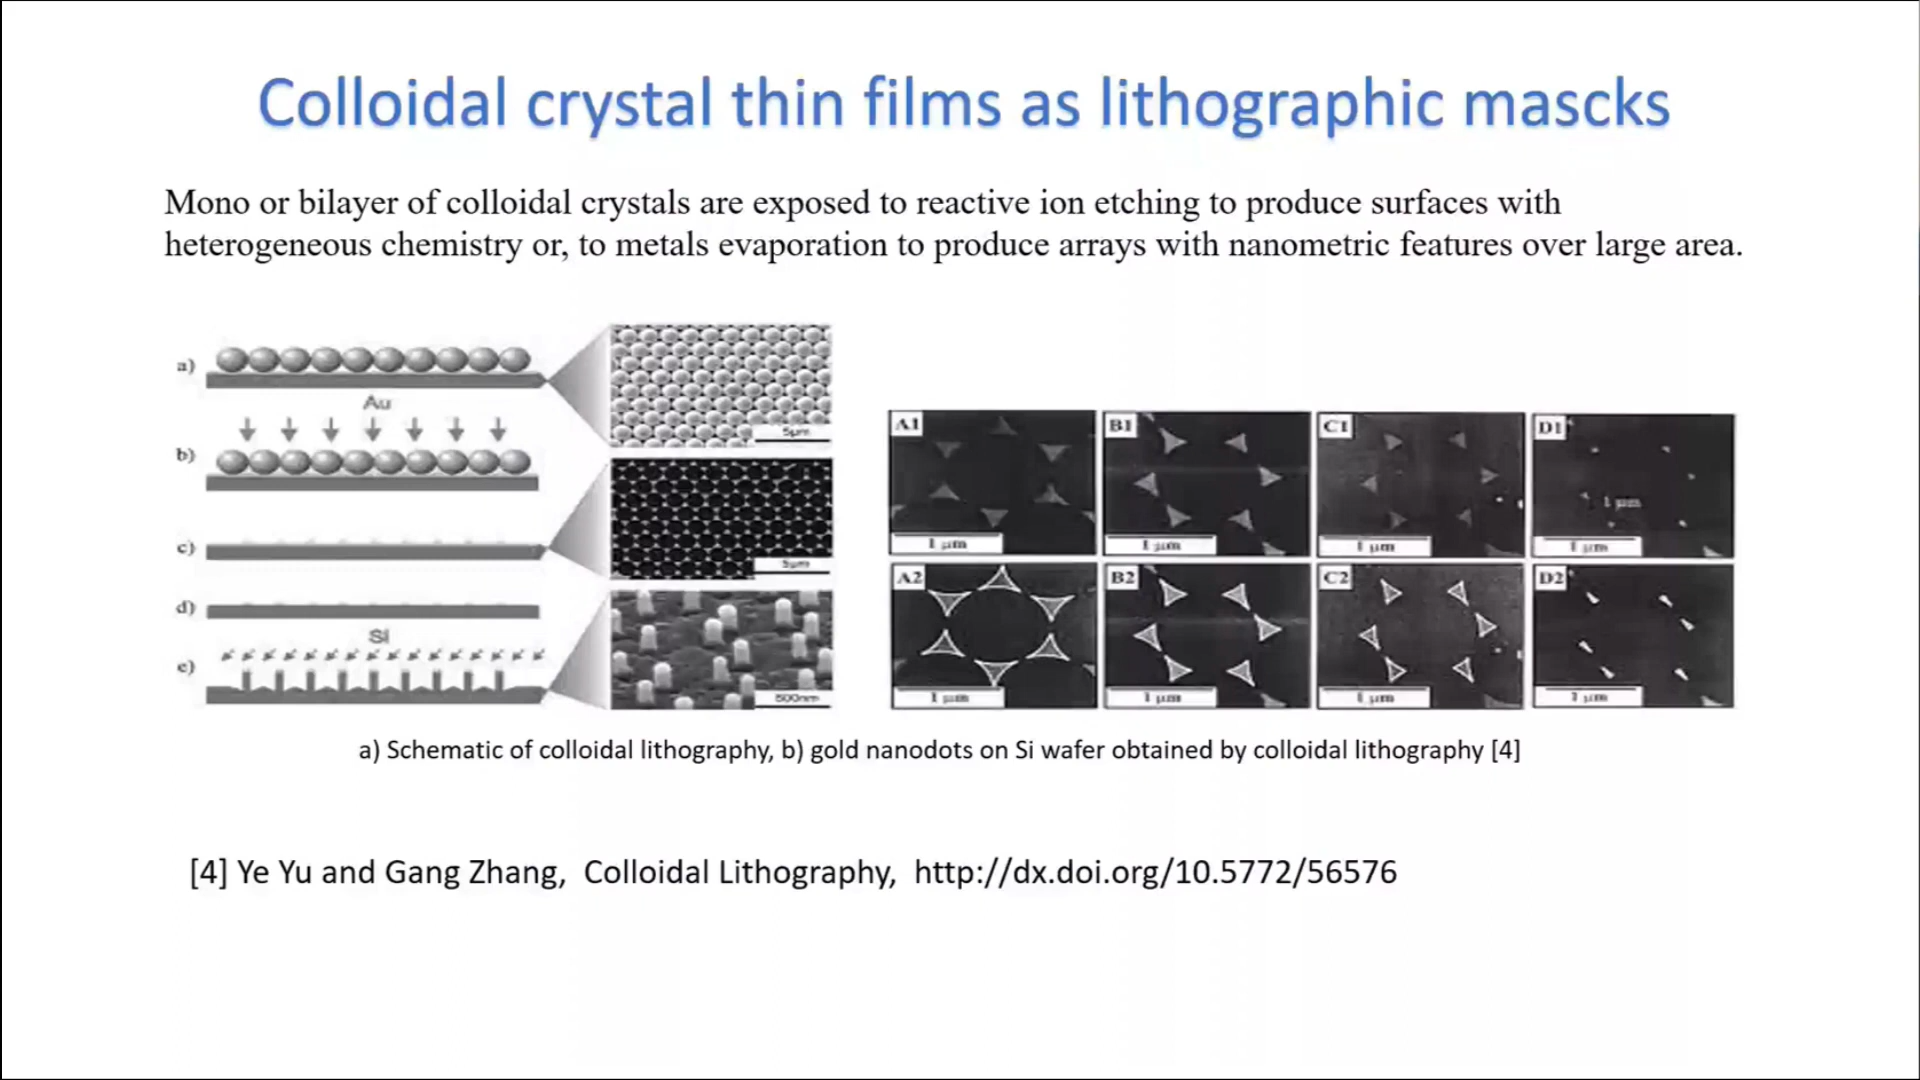 Colloidal crystal thin films as lithographic mascks
Mono or bilayer of colloidal crystals are exposed to reactive ion etching to produce surfaces with
heterogeneous chemistry or, to metals evaporation to produce arrays with nanometric features over large area.
a)
Au
b)
c)
d)
Si
e)
5μm
5μm
500nm
A1
B1
C1
D1
1 μm
1 μm
1 μm
1 μm
1 μm
A2
B2
C2
D2
1 μm
1 μm
1 μm
1 μm
a) Schematic of colloidal lithography, b) gold nanodots on Si wafer obtained by colloidal lithography [4]
[4] Ye Yu and Gang Zhang, Colloidal Lithography, http://dx.doi.org/10.5772/56576